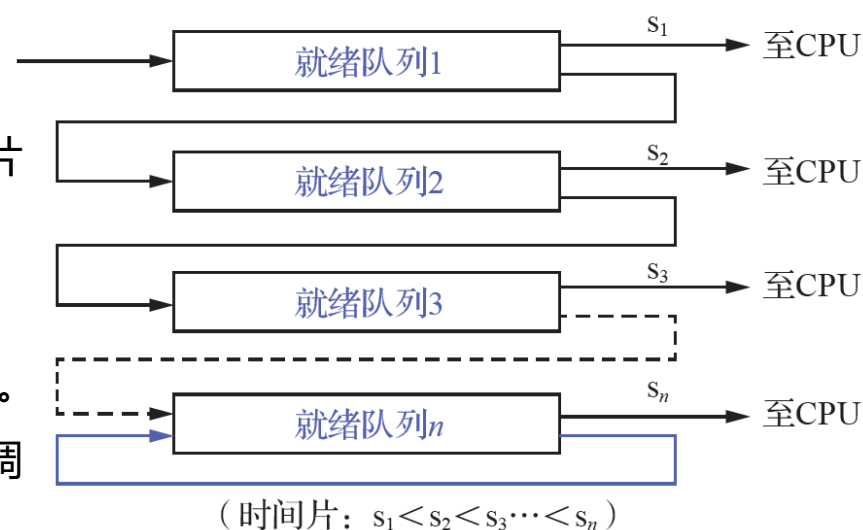 s₁
就绪队列1 至CPU
片
s₂
就绪队列2 至CPU
s₃
就绪队列3 至CPU
。
sₙ
就绪队列n 至CPU
调
（时间片：s₁＜s₂＜s₃…＜sₙ）